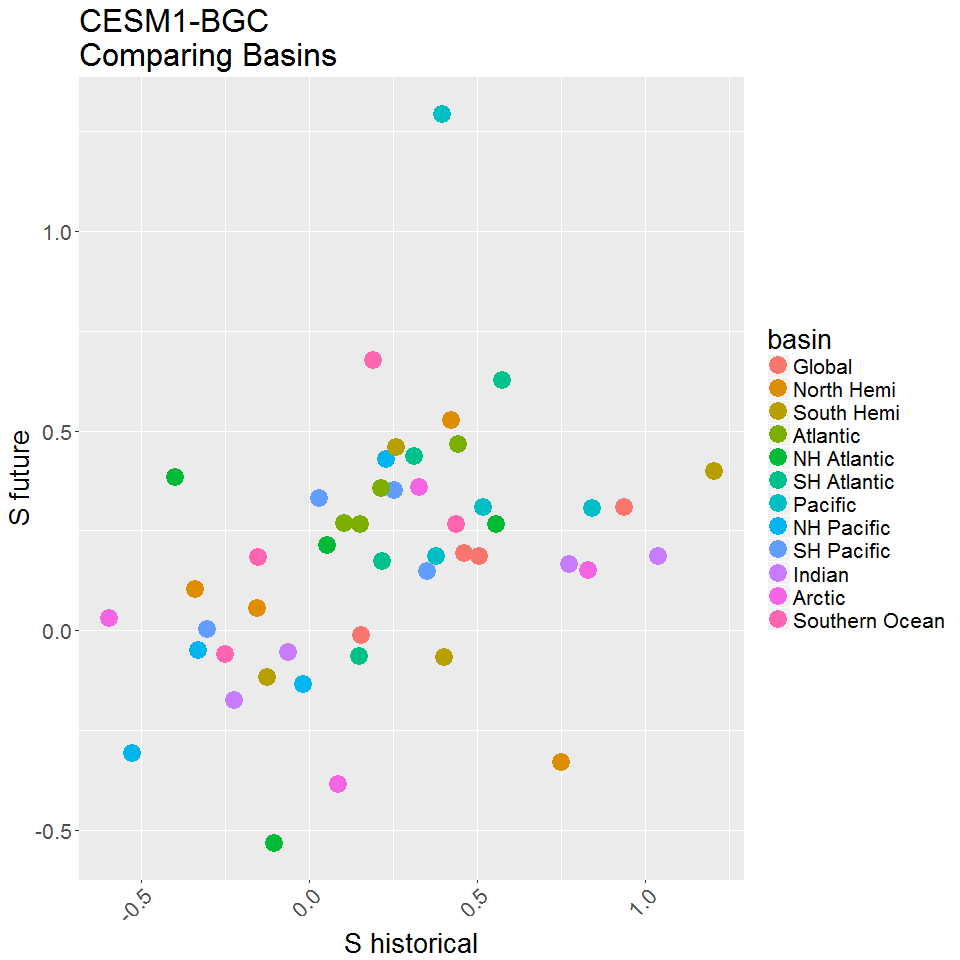 CESM1-BGC
Comparing Basins
S future
1.0
0.5
0.0
-0.5
-0.5
0.0
0.5
1.0
S historical
basin
Global
North Hemi
South Hemi
Atlantic
NH Atlantic
SH Atlantic
Pacific
NH Pacific
SH Pacific
Indian
Arctic
Southern Ocean